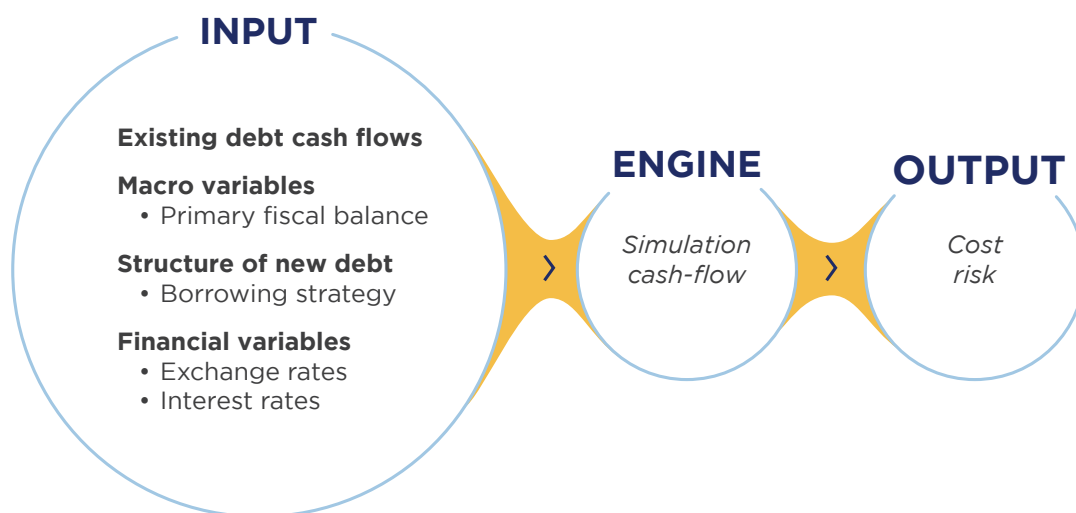 INPUT
Existing debt cash flows
Macro variables
• Primary fiscal balance
Structure of new debt
• Borrowing strategy
Financial variables
• Exchange rates
• Interest rates
ENGINE
Simulation
cash-flow
OUTPUT
Cost
risk